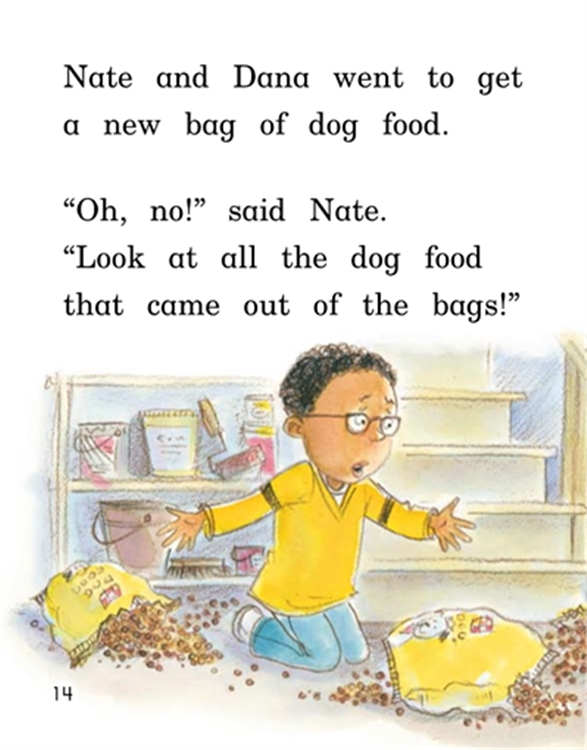 Nate and Dana went to get
a new bag of dog food.
“Oh, no!” said Nate.
“Look at all the dog food
that came out of the bags!”
14